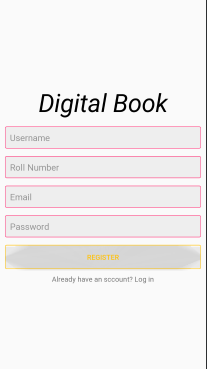 Digital Book
Username
Roll Number
Email
Password
REGISTER
Already have an sccount? Log in